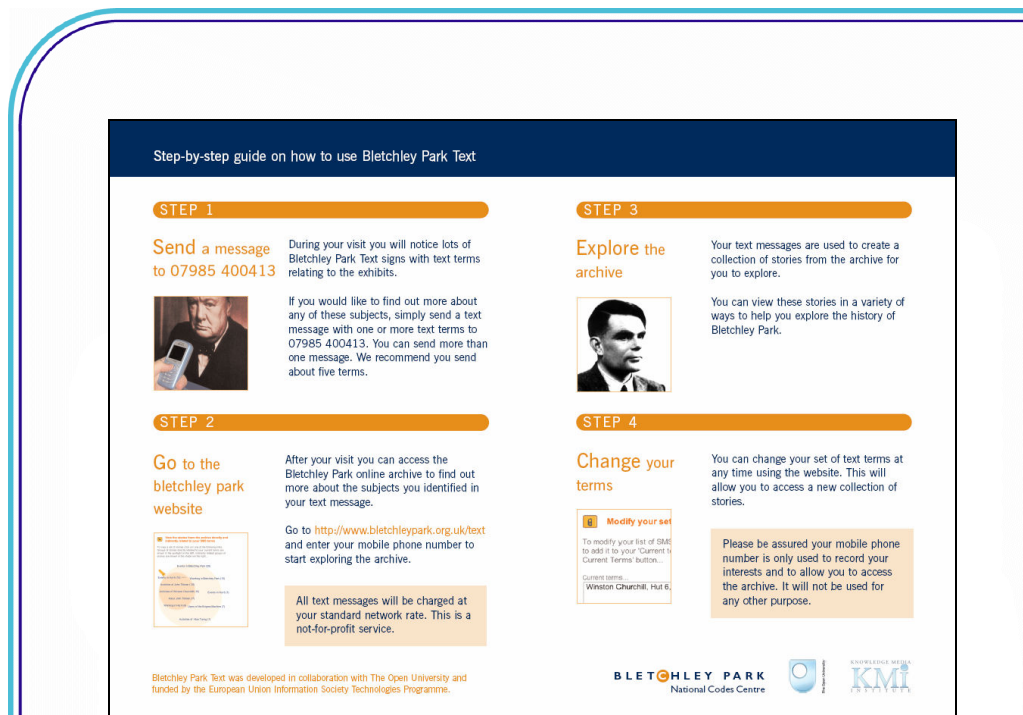 Step-by-step guide on how to use Bletchley Park Text
STEP 1
Send a message
to 07985 400413
During your visit you will notice lots of
Bletchley Park Text signs with text terms
relating to the exhibits.
If you would like to find out more about
any of these subjects, simply send a text
message with one or more text terms to
07985 400413. You can send more than
one message. We recommend you send
about five terms.
STEP 2
Go to the
bletchley park
website
After your visit you can access the
Bletchley Park online archive to find out
more about the subjects you identified in
your text message.
Go to http://www.bletchleypark.org.uk/text
and enter your mobile phone number to
start exploring the archive.
All text messages will be charged at
your standard network rate. This is a
not-for-profit service.
STEP 3
Explore the
archive
Your text messages are used to create a
collection of stories from the archive for
you to explore.
You can view these stories in a variety of
ways to help you explore the history of
Bletchley Park.
STEP 4
Change your
terms
Modify your set
To modify your list of SMS
to add it to your 'Current t
Current Terms' button...
Current terms...
Winston Churchill, Hut 6,
You can change your set of text terms at
any time using the website. This will
allow you to access a new collection of
stories.
Please be assured your mobile phone
number is only used to record your
interests and to allow you to access
the archive. It will not be used for
any other purpose.
Bletchley Park Text was developed in collaboration with The Open University and
funded by the European Union Information Society Technologies Programme.
BLETCHLEY PARK
National Codes Centre
The Open University
KNOWLEDGE MEDIA
KMi
INSTITUTE